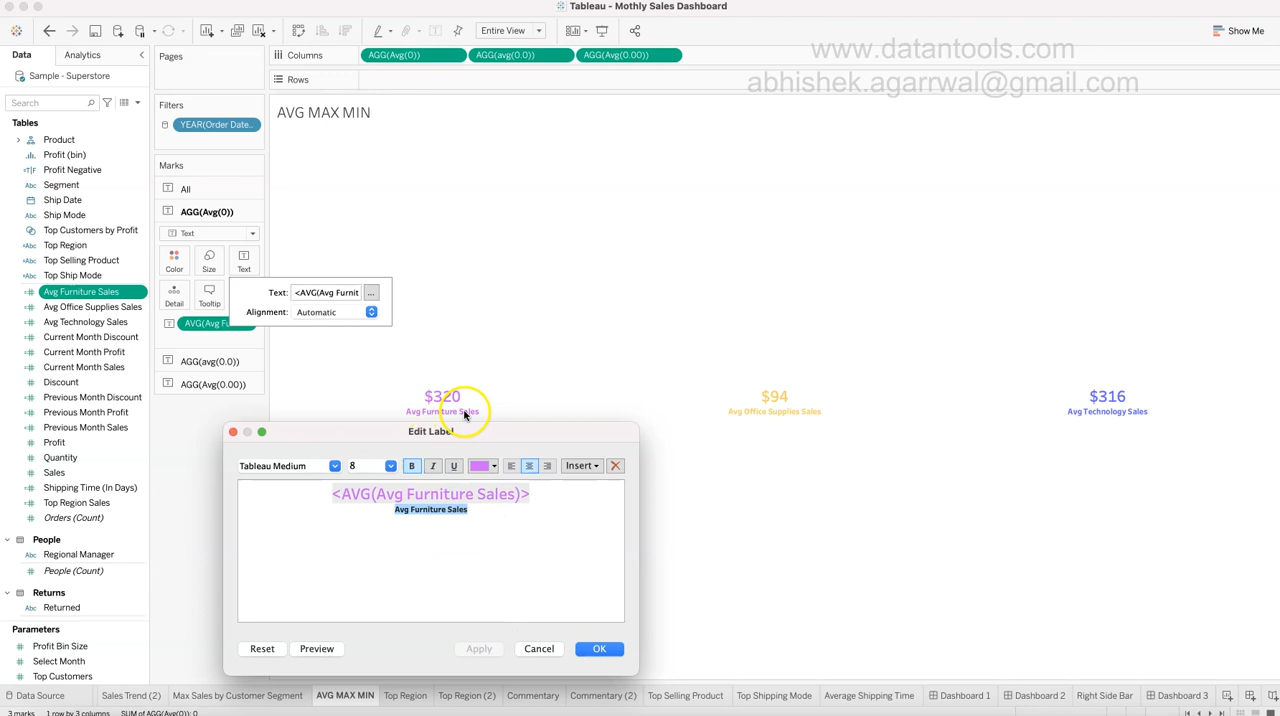 Tableau - Mothly Sales Dashboard
Entire View
Show Me
Data
Analytics
Sample - Superstore
Search
Tables
Product
Profit (bin)
Profit Negative
Segment
Ship Date
Ship Mode
Top Customers by Profit
Top Region
Top Selling Product
Top Ship Mode
Avg Furniture Sales
Avg Office Supplies Sales
Avg Technology Sales
Current Month Discount
Current Month Profit
Current Month Sales
Discount
Previous Month Discount
Previous Month Profit
Previous Month Sales
Profit
Quantity
Sales
Shipping Time (In Days)
Top Region Sales
Orders (Count)
People
Regional Manager
People (Count)
Returns
Returned
Parameters
Profit Bin Size
Select Month
Top Customers
Pages
Filters
YEAR(Order Date..
Marks
All
AGG(Avg(0))
Text
Color
Size
Text
Detail
Tooltip
AVG(Avg Fu
AGG(avg(0.0))
AGG(Avg(0.00))
Text: <AVG(Avg Furnit ...
Alignment: Automatic
Columns
AGG(Avg(0))
AGG(avg(0.0))
AGG(Avg(0.00))
Rows
www.datantools.com
abhishek.agarrwal@gmail.com
AVG MAX MIN
$320
Avg Furniture Sales
$94
Avg Office Supplies Sales
$316
Avg Technology Sales
Edit Label
Tableau Medium
8
B I U
Insert
<AVG(Avg Furniture Sales)>
Avg Furniture Sales
Reset
Preview
Apply
Cancel
OK
Data Source
Sales Trend (2)
Max Sales by Customer Segment
AVG MAX MIN
Top Region
Top Region (2)
Commentary
Commentary (2)
Top Selling Product
Top Shipping Mode
Average Shipping Time
Dashboard 1
Dashboard 2
Right Side Bar
Dashboard 3
3 marks
1 row by 3 columns
SUM of AGG(Avg(0)): 0